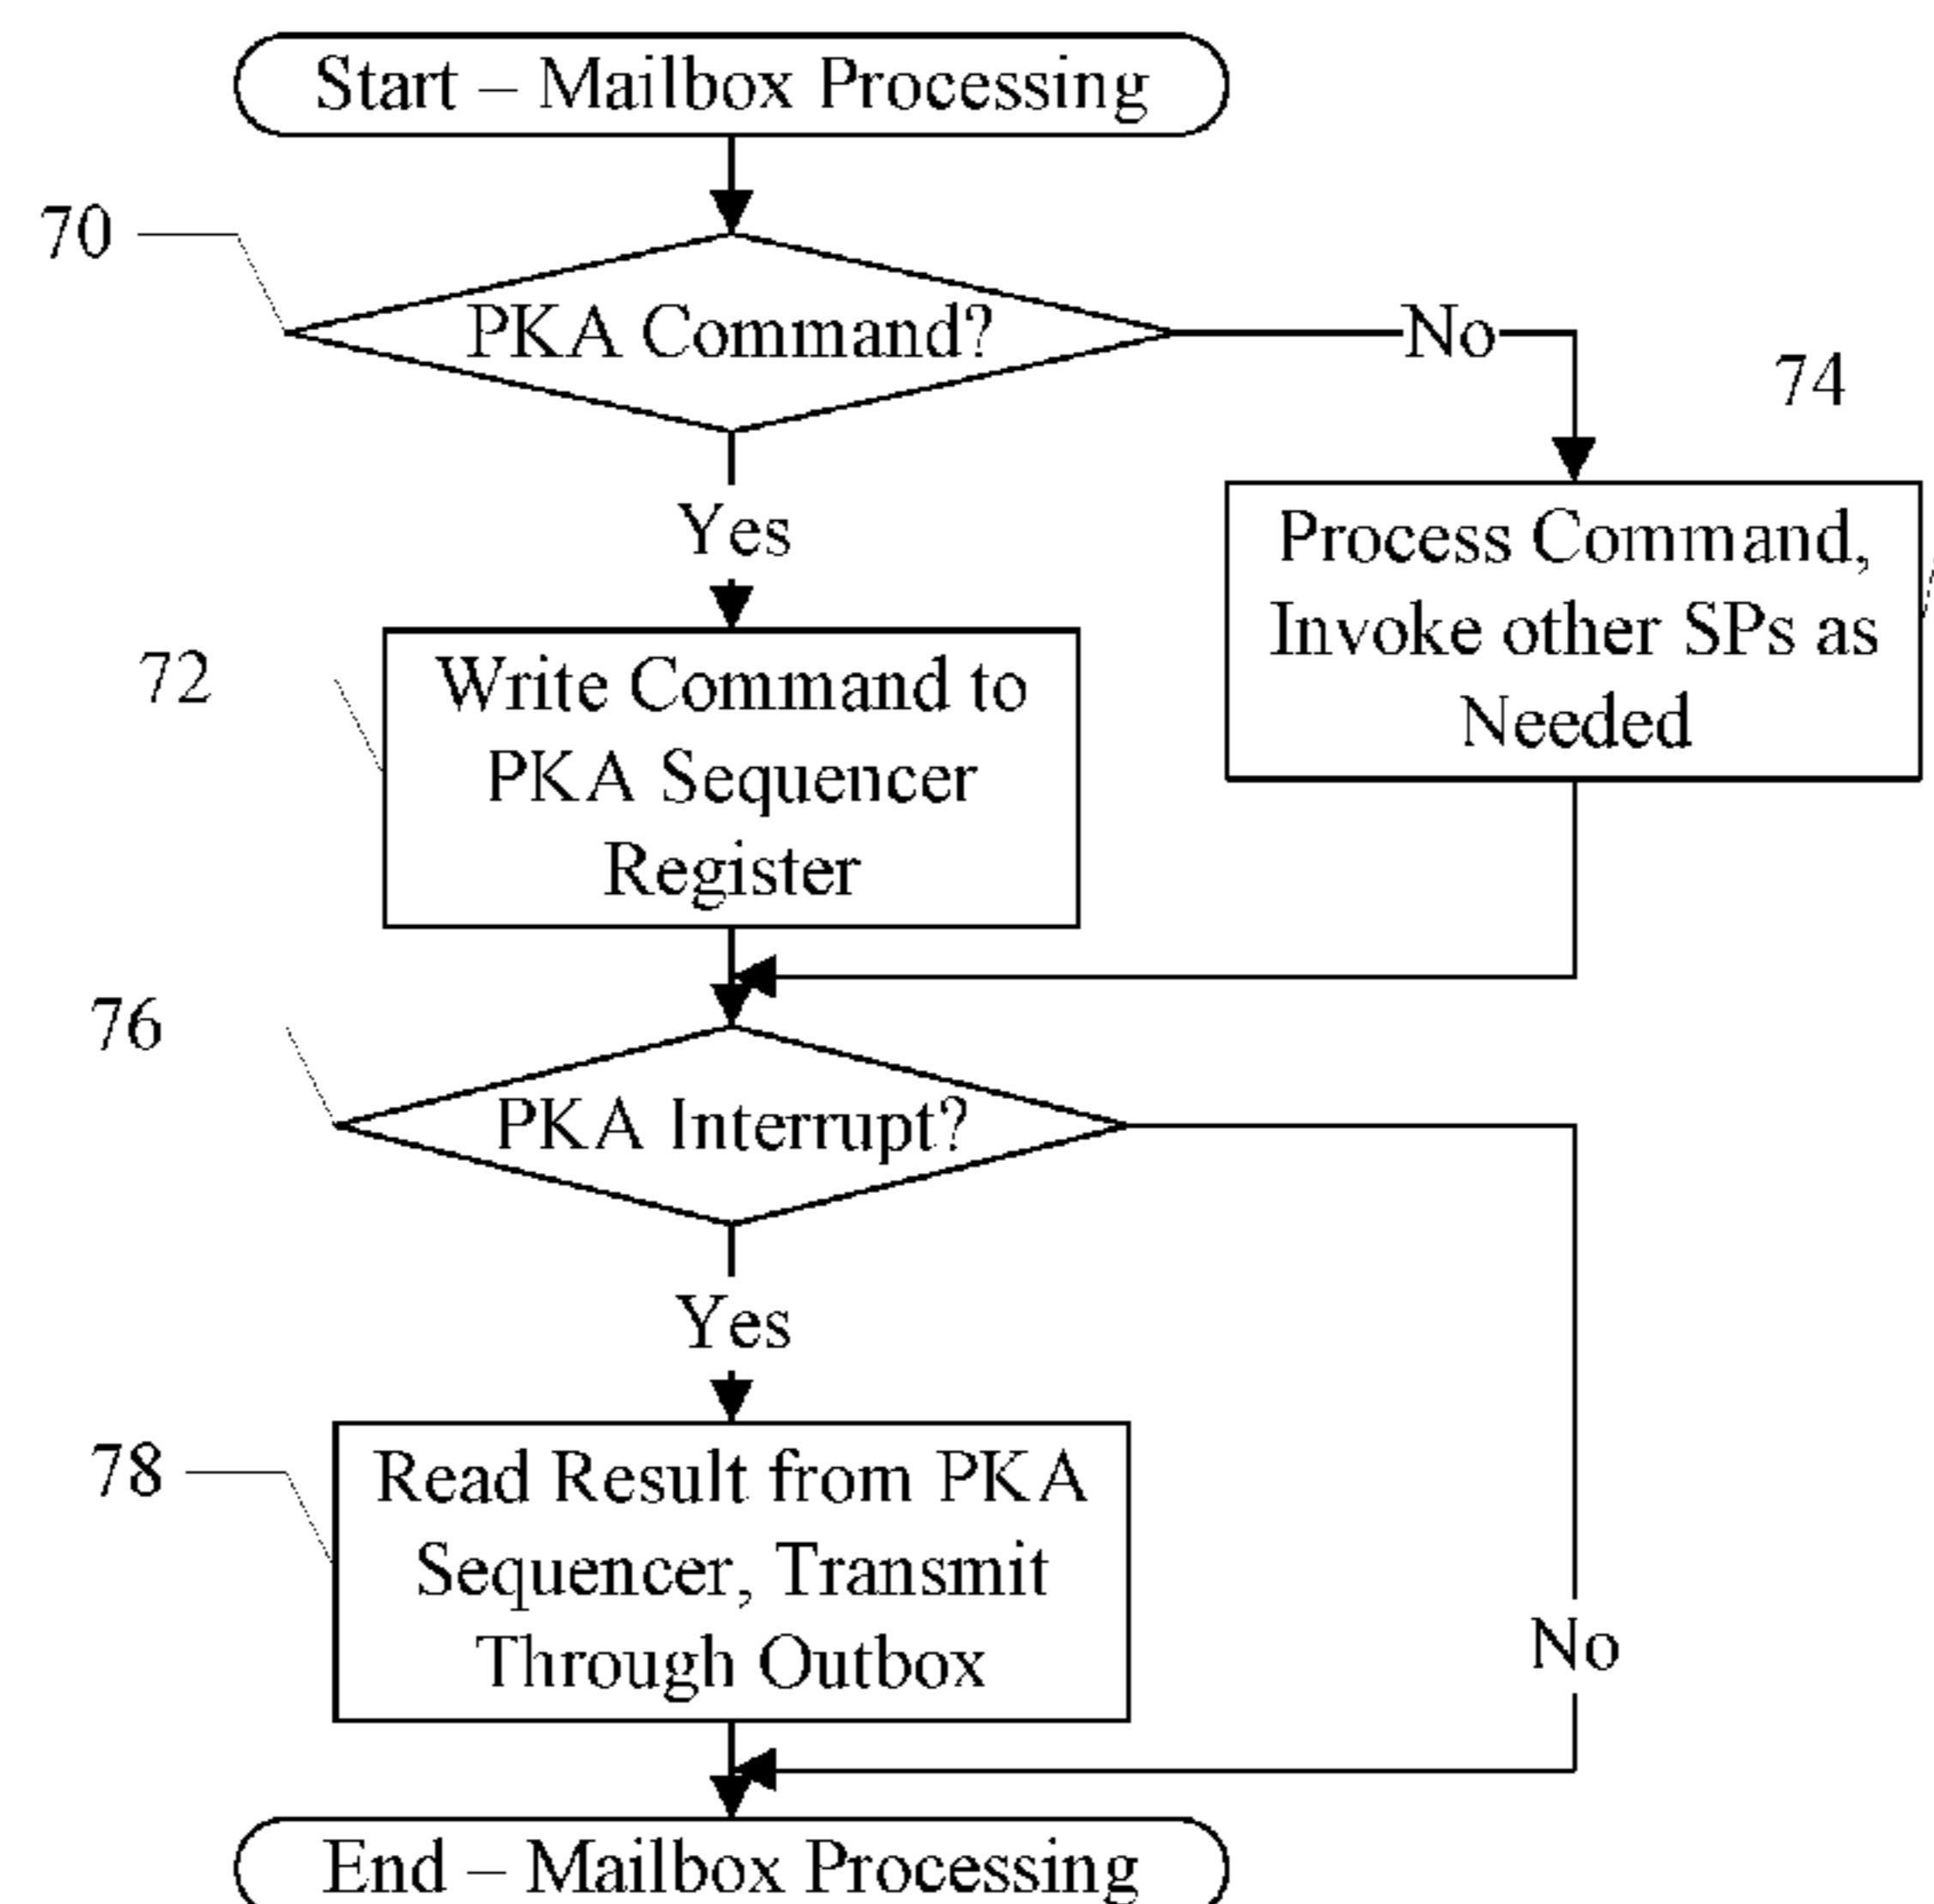 Start – Mailbox Processing
70
PKA Command?
No
74
Yes
Process Command,
Invoke other SPs as
Needed
72
Write Command to
PKA Sequencer
Register
76
PKA Interrupt?
Yes
78
Read Result from PKA
Sequencer, Transmit
Through Outbox
No
End – Mailbox Processing